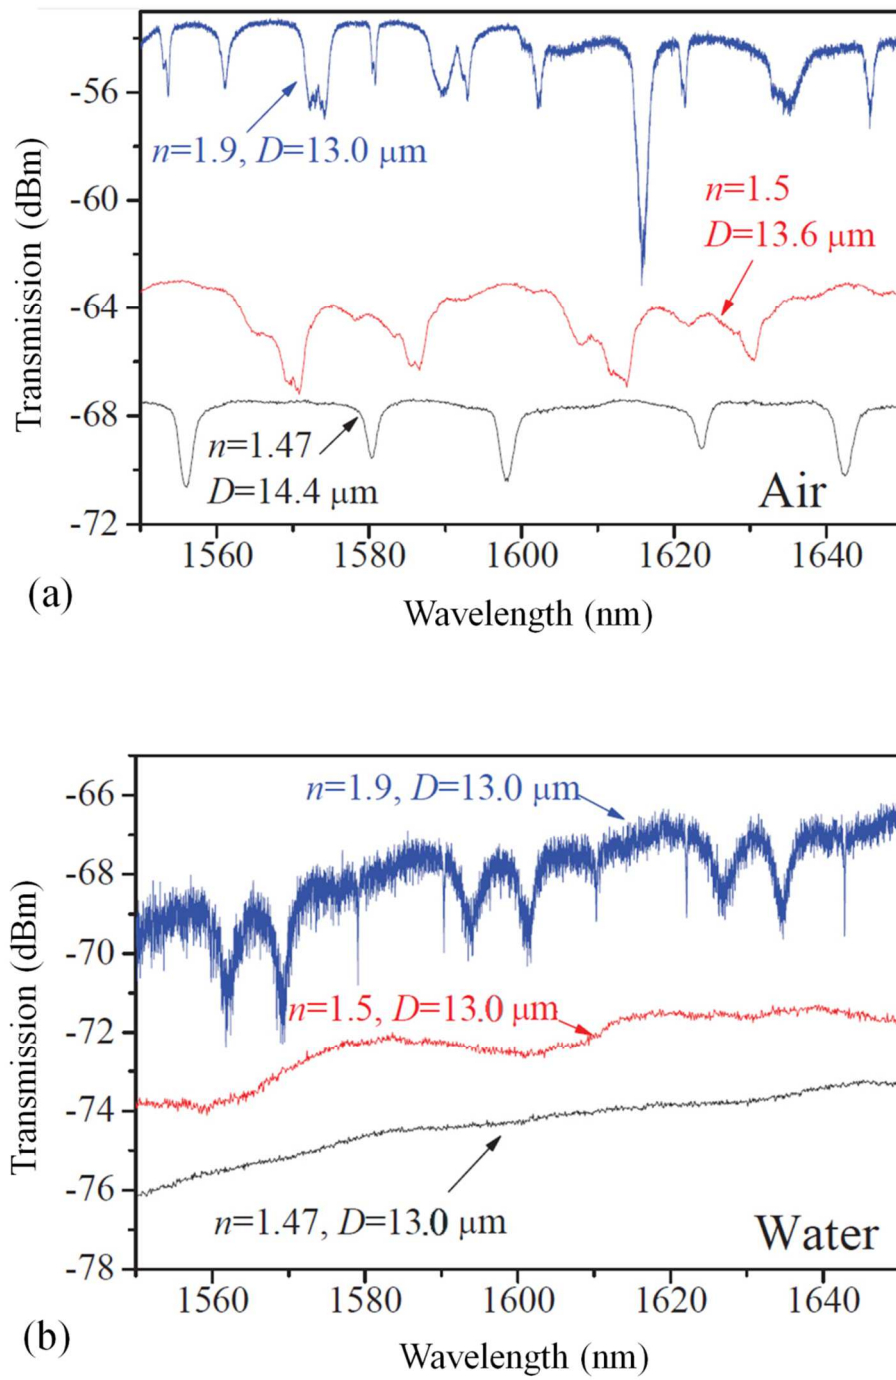 -56
-60
-64
-68
-72
Transmission (dBm)
n=1.9, D=13.0 μm
n=1.5
D=13.6 μm
n=1.47
D=14.4 μm
Air
1560 1580 1600 1620 1640
Wavelength (nm)
(a)
-66
-68
-70
-72
-74
-76
-78
Transmission (dBm)
n=1.9, D=13.0 μm
n=1.5, D=13.0 μm
n=1.47, D=13.0 μm
Water
1560 1580 1600 1620 1640
Wavelength (nm)
(b)